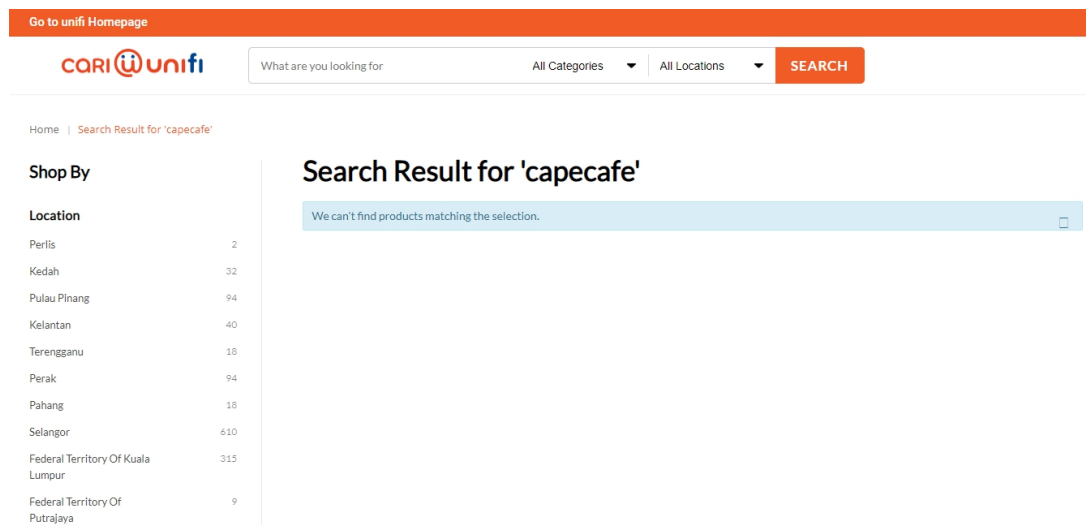 Go to unifi Homepage
cari@unifi
What are you looking for All Categories All Locations SEARCH
Home | Search Result for 'capecafe'
Shop By
Search Result for 'capecafe'
We can't find products matching the selection.
Location
Perlis 2
Kedah 32
Pulau Pinang 94
Kelantan 40
Terengganu 18
Perak 94
Pahang 18
Selangor 610
Federal Territory Of Kuala 315
Lumpur
Federal Territory Of 9
Putrajaya